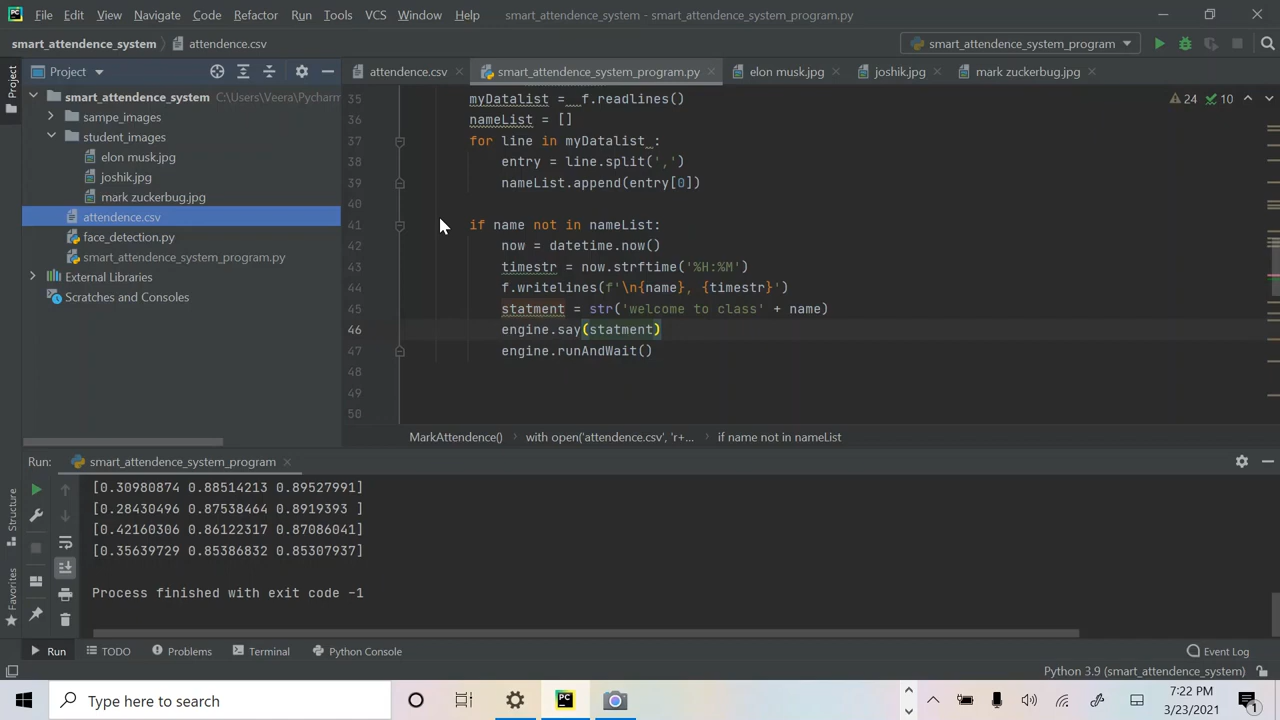 PC File Edit View Navigate Code Refactor Run Tools VCS Window Help smart_attendence_system - smart_attendence_system_program.py
smart_attendence_system attendence.csv smart_attendence_system_program
Project
Project attendence.csv smart_attendence_system_program.py elon musk.jpg joshik.jpg mark zuckerbug.jpg
smart_attendence_system C:\Users\Veera\Pycharm
sampe_images
student_images
elon musk.jpg
joshik.jpg
mark zuckerbug.jpg
attendence.csv
face_detection.py
smart_attendence_system_program.py
External Libraries
Scratches and Consoles
24 10
35 myDatalist = f.readlines()
36 nameList = []
37 for line in myDatalist :
38 entry = line.split(',')
39 nameList.append(entry[0])
40
41 if name not in nameList:
42 now = datetime.now()
43 timestr = now.strftime('%H:%M')
44 f.writelines(f'\n{name}, {timestr}')
45 statment = str('welcome to class' + name)
46 engine.say(statment)
47 engine.runAndWait()
48
49
50
MarkAttendence() with open('attendence.csv', 'r+... if name not in nameList
Run: smart_attendence_system_program
[0.30980874 0.88514213 0.89527991]
[0.28430496 0.87538464 0.8919393 ]
[0.42160306 0.86122317 0.87086041]
[0.35639729 0.85386832 0.85307937]
Process finished with exit code -1
Structure
Favorites
Run TODO Problems Terminal Python Console Event Log
Python 3.9 (smart_attendence_system)
Type here to search
PC
7:22 PM
3/23/2021
1